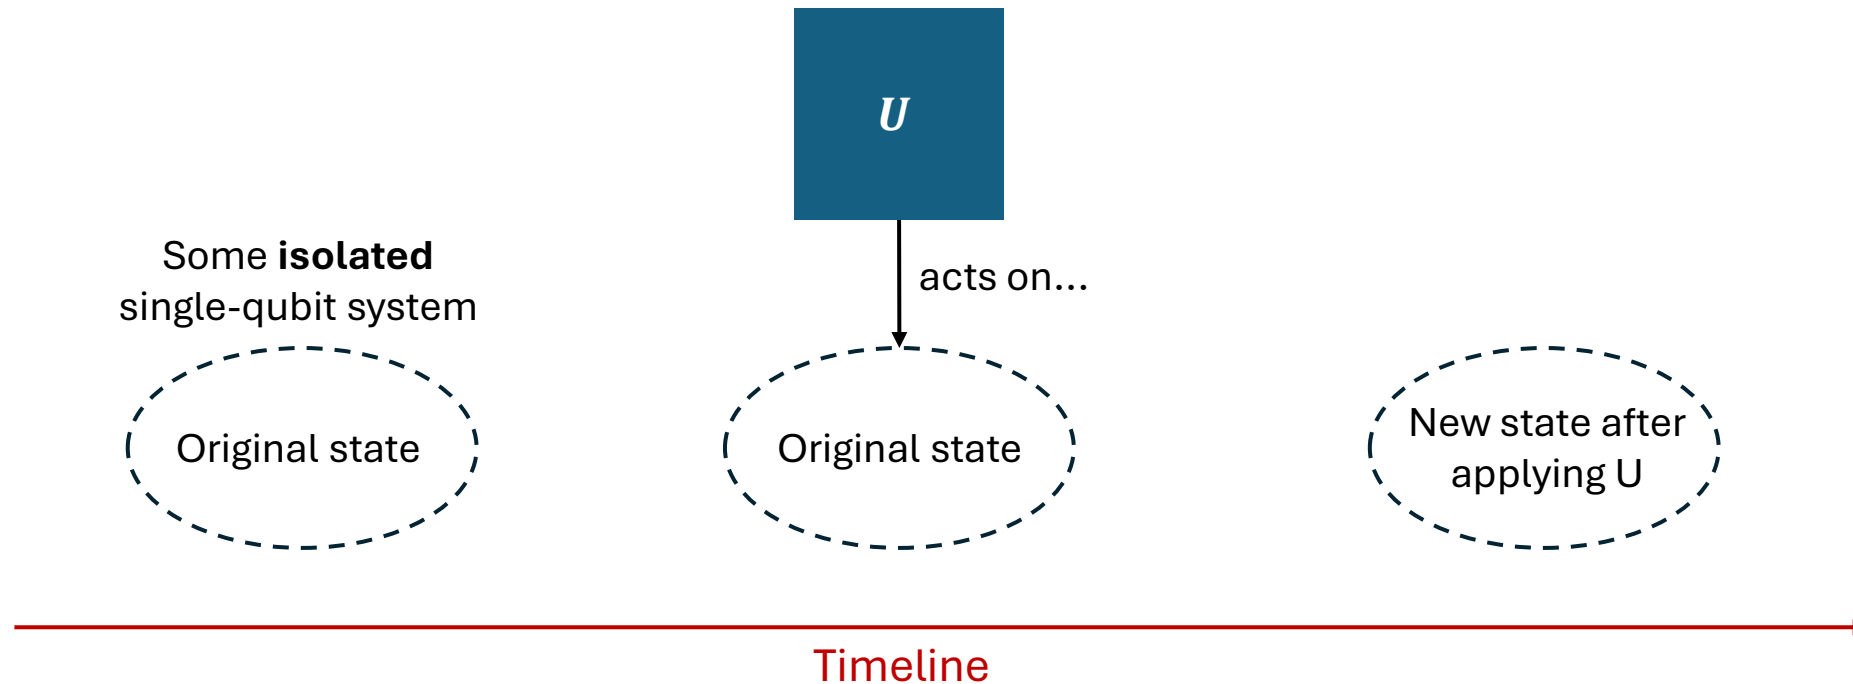 U
Some isolated
single-qubit system
acts on...
Original state
Original state
New state after
applying U
Timeline